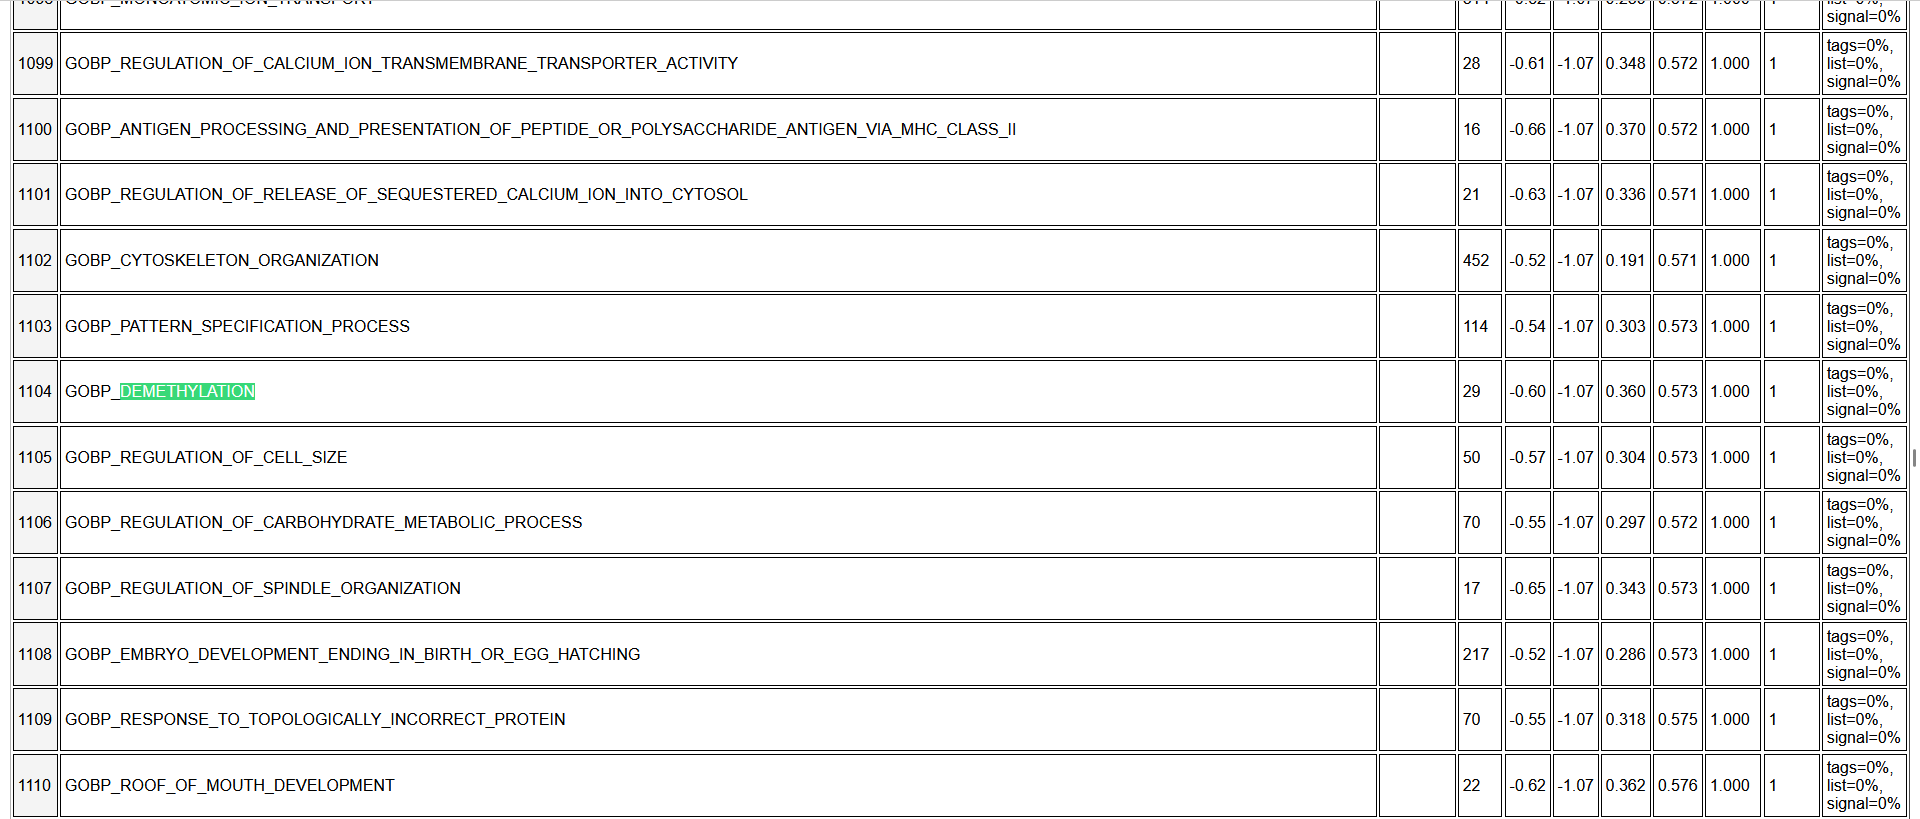 signal=0%
1099 GOBP_REGULATION_OF_CALCIUM_ION_TRANSMEMBRANE_TRANSPORTER_ACTIVITY 28 -0.61 -1.07 0.348 0.572 1.000 1 tags=0%,
list=0%,
signal=0%
1100 GOBP_ANTIGEN_PROCESSING_AND_PRESENTATION_OF_PEPTIDE_OR_POLYSACCHARIDE_ANTIGEN_VIA_MHC_CLASS_II 16 -0.66 -1.07 0.370 0.572 1.000 1 tags=0%,
list=0%,
signal=0%
1101 GOBP_REGULATION_OF_RELEASE_OF_SEQUESTERED_CALCIUM_ION_INTO_CYTOSOL 21 -0.63 -1.07 0.336 0.571 1.000 1 tags=0%,
list=0%,
signal=0%
1102 GOBP_CYTOSKELETON_ORGANIZATION 452 -0.52 -1.07 0.191 0.571 1.000 1 tags=0%,
list=0%,
signal=0%
1103 GOBP_PATTERN_SPECIFICATION_PROCESS 114 -0.54 -1.07 0.303 0.573 1.000 1 tags=0%,
list=0%,
signal=0%
1104 GOBP_DEMETHYLATION 29 -0.60 -1.07 0.360 0.573 1.000 1 tags=0%,
list=0%,
signal=0%
1105 GOBP_REGULATION_OF_CELL_SIZE 50 -0.57 -1.07 0.304 0.573 1.000 1 tags=0%,
list=0%,
signal=0%
1106 GOBP_REGULATION_OF_CARBOHYDRATE_METABOLIC_PROCESS 70 -0.55 -1.07 0.297 0.572 1.000 1 tags=0%,
list=0%,
signal=0%
1107 GOBP_REGULATION_OF_SPINDLE_ORGANIZATION 17 -0.65 -1.07 0.343 0.573 1.000 1 tags=0%,
list=0%,
signal=0%
1108 GOBP_EMBRYO_DEVELOPMENT_ENDING_IN_BIRTH_OR_EGG_HATCHING 217 -0.52 -1.07 0.286 0.573 1.000 1 tags=0%,
list=0%,
signal=0%
1109 GOBP_RESPONSE_TO_TOPOLOGICALLY_INCORRECT_PROTEIN 70 -0.55 -1.07 0.318 0.575 1.000 1 tags=0%,
list=0%,
signal=0%
1110 GOBP_ROOF_OF_MOUTH_DEVELOPMENT 22 -0.62 -1.07 0.362 0.576 1.000 1 tags=0%,
list=0%,
signal=0%